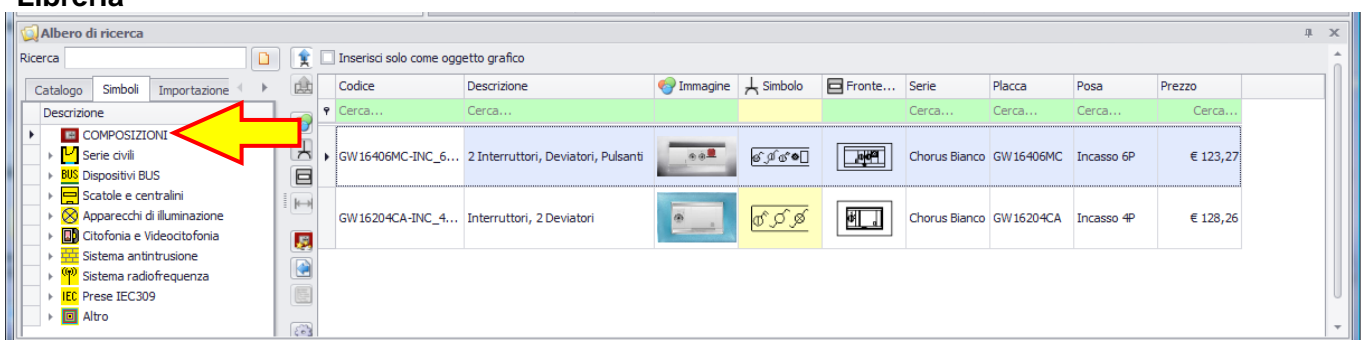 Libreria
Albero di ricerca
Ricerca
Inserisci solo come oggetto grafico
Catalogo Simboli Importazione
Descrizione
COMPOSIZIONI
Serie civili
BUS Dispositivi BUS
Scatole e centralini
Apparecchi di illuminazione
Citofonia e Videocitofonia
Sistema antintrusione
Sistema radiofrequenza
IEC Prese IEC309
Altro
Codice Descrizione Immagine Simbolo Fronte... Serie Placca Posa Prezzo
Cerca... Cerca... Cerca... Cerca... Cerca... Cerca...
GW16406MC-INC_6... 2 Interruttori, Deviatori, Pulsanti Chorus Bianco GW16406MC Incasso 6P € 123,27
GW16204CA-INC_4... Interruttori, 2 Deviatori Chorus Bianco GW16204CA Incasso 4P € 128,26